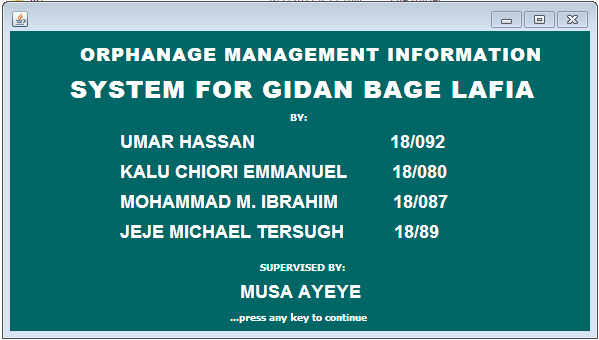 ORPHANAGE MANAGEMENT INFORMATION
SYSTEM FOR GIDAN BAGE LAFIA
BY:
UMAR HASSAN 18/092
KALU CHIORI EMMANUEL 18/080
MOHAMMAD M. IBRAHIM 18/087
JEJE MICHAEL TERSUGH 18/89
SUPERVISED BY:
MUSA AYEYE
...press any key to continue